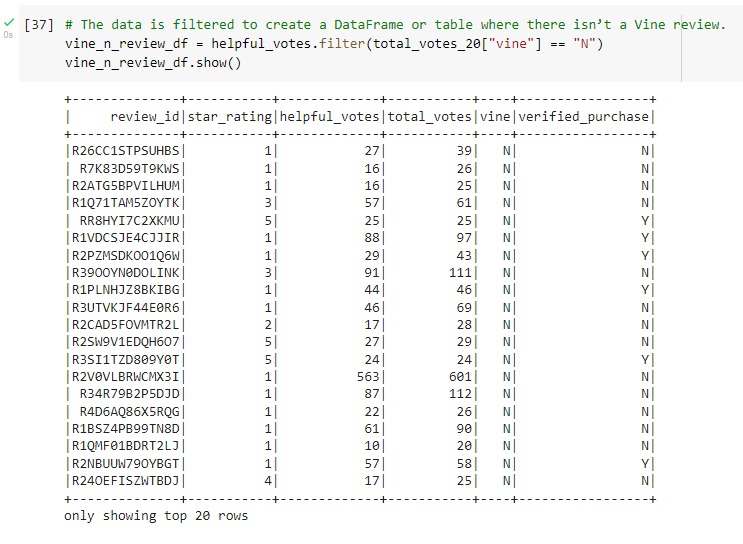 [37] # The data is filtered to create a DataFrame or table where there isn’t a Vine review.
vine_n_review_df = helpful_votes.filter(total_votes_20["vine"] == "N")
vine_n_review_df.show()
0s
+--------------+-----------+-------------+-----------+----+-----------------+
|     review_id|star_rating|helpful_votes|total_votes|vine|verified_purchase|
+--------------+-----------+-------------+-----------+----+-----------------+
|R26CC1STPSUHBS|          1|           27|         39|   N|                N|
| R7K83D59T9KWS|          1|           16|         26|   N|                N|
|R2ATG5BPVILHUM|          1|           16|         26|   N|                N|
|R1Q71TAM5ZOYTK|          3|           57|         61|   N|                N|
| RR8HYI7C2XKMU|          5|           25|         25|   N|                Y|
|R1VDCSJE4CJJIR|          1|           88|         97|   N|                Y|
|R2PZMSDKOO1Q6W|          1|           29|         43|   N|                Y|
|R39OOYN0DOLINK|          3|           91|        111|   N|                N|
|R1PLNHJZ8BKIBG|          1|           44|         46|   N|                Y|
|R3UTVKJF44E0R6|          1|           46|         69|   N|                N|
|R2CAD5FOVMTR2L|          2|           17|         28|   N|                N|
|R2SW9V1EDQH6O7|          5|           27|         29|   N|                N|
|R3SI1TZD809Y0T|          5|           24|         24|   N|                Y|
|R2V0VLBRWCMX3I|          1|          563|        601|   N|                N|
| R34R79B2P5DJD|          1|           87|        112|   N|                N|
| R4D6AQ86X5RQG|          1|           22|         26|   N|                N|
|R1BSZ4PB99TN8D|          1|           61|         90|   N|                N|
|R1QMF01BDRT2LJ|          1|           10|         20|   N|                N|
|R2NBUUW79OYBGT|          1|           57|         58|   N|                Y|
|R24OEFISZWTBDJ|          4|           17|         25|   N|                N|
+--------------+-----------+-------------+-----------+----+-----------------+
only showing top 20 rows